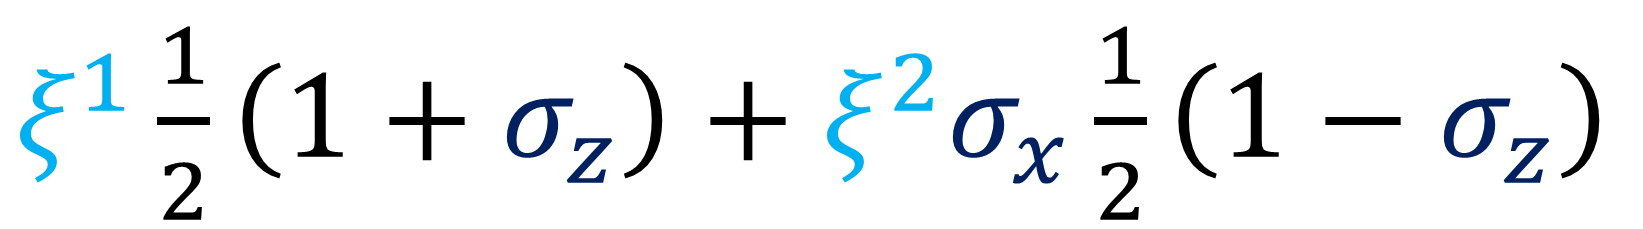 ξ¹ 1/2 (1 + σ_z) + ξ² σ_x 1/2 (1 − σ_z)